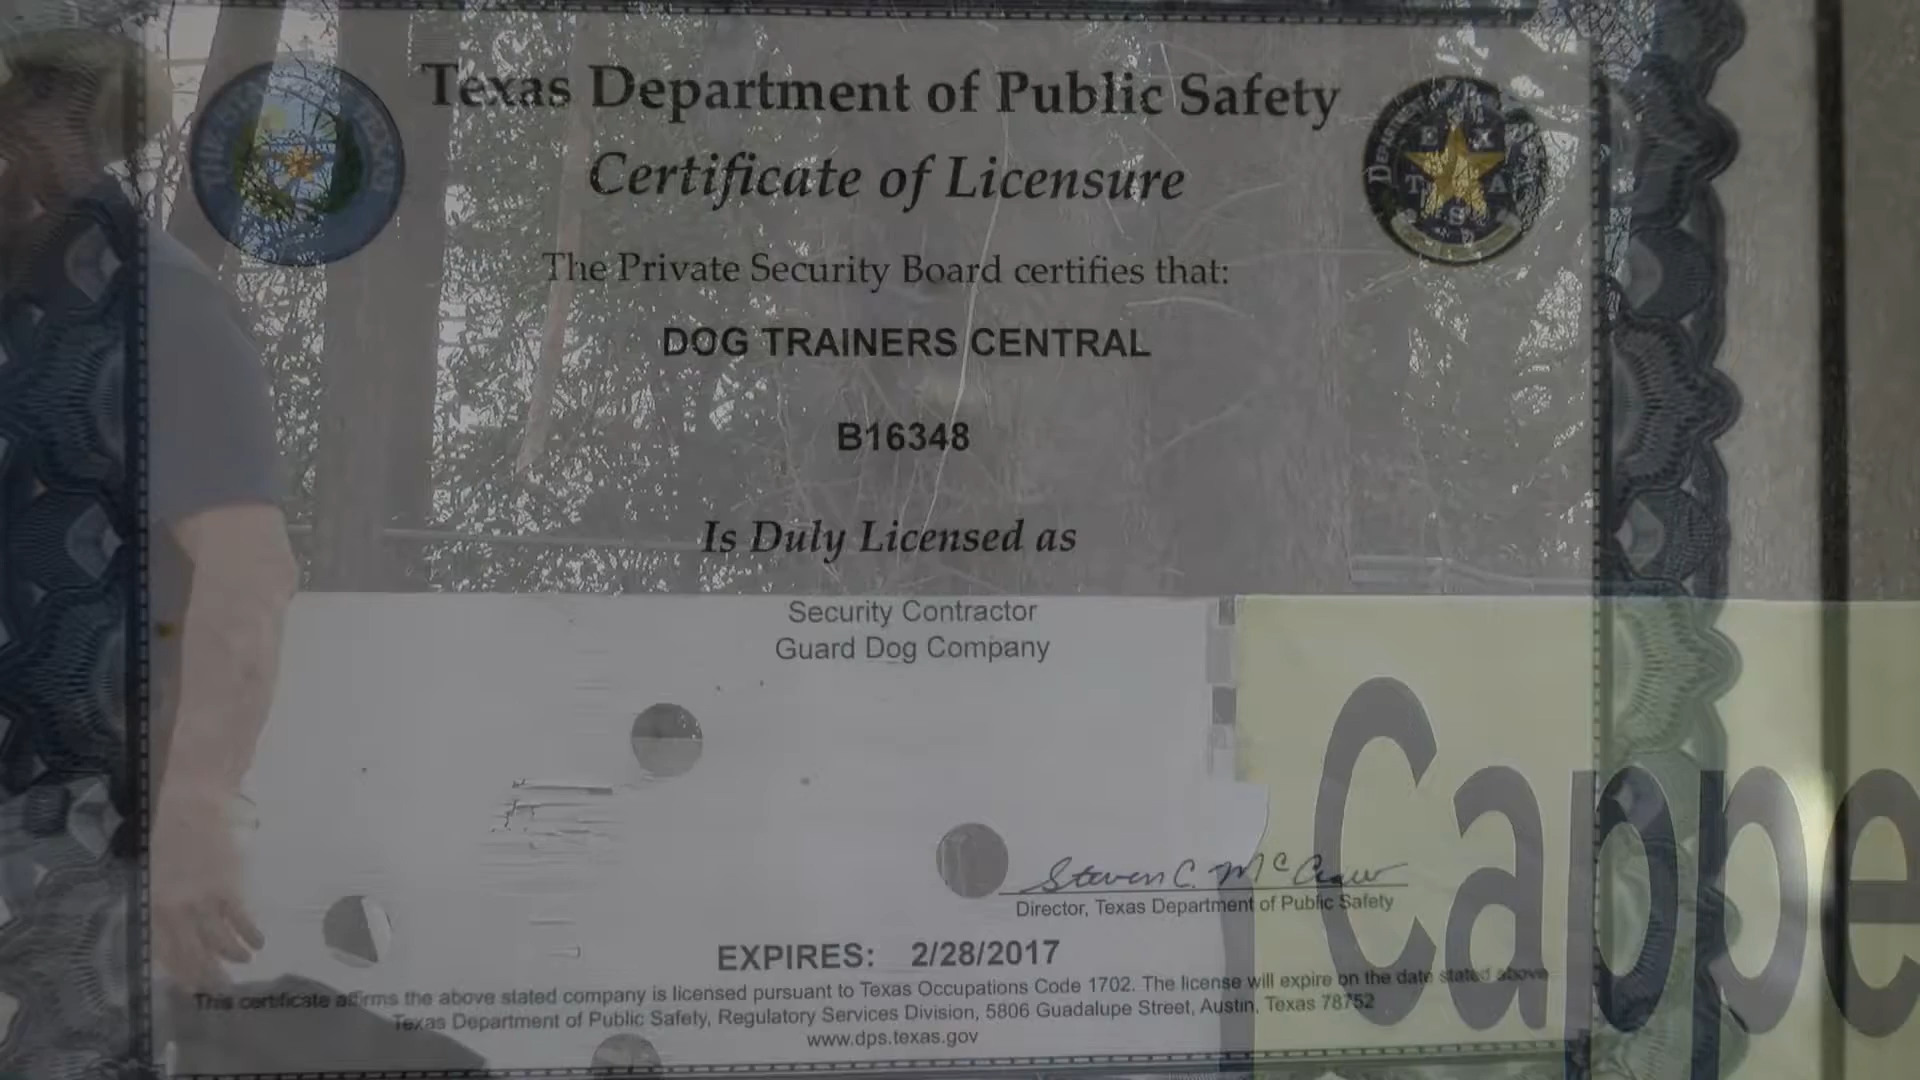 Texas Department of Public Safety
Certificate of Licensure
The Private Security Board certifies that:
DOG TRAINERS CENTRAL
B16348
Is Duly Licensed as
Security Contractor
Guard Dog Company
Cappe
Steven C. McCraw
Director, Texas Department of Public Safety
EXPIRES: 2/28/2017
This certificate affirms the above stated company is licensed pursuant to Texas Occupations Code 1702. The license will expire on the date stated above
Texas Department of Public Safety, Regulatory Services Division, 5806 Guadalupe Street, Austin, Texas 78752
www.dps.texas.gov